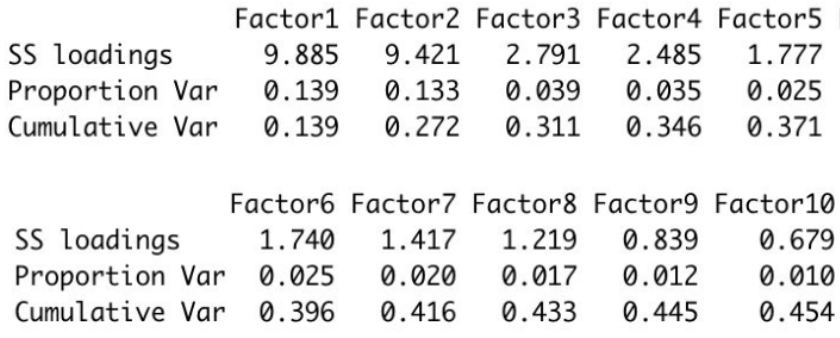 Factor1 Factor2 Factor3 Factor4 Factor5
SS loadings 9.885 9.421 2.791 2.485 1.777
Proportion Var 0.139 0.133 0.039 0.035 0.025
Cumulative Var 0.139 0.272 0.311 0.346 0.371
Factor6 Factor7 Factor8 Factor9 Factor10
SS loadings 1.740 1.417 1.219 0.839 0.679
Proportion Var 0.025 0.020 0.017 0.012 0.010
Cumulative Var 0.396 0.416 0.433 0.445 0.454